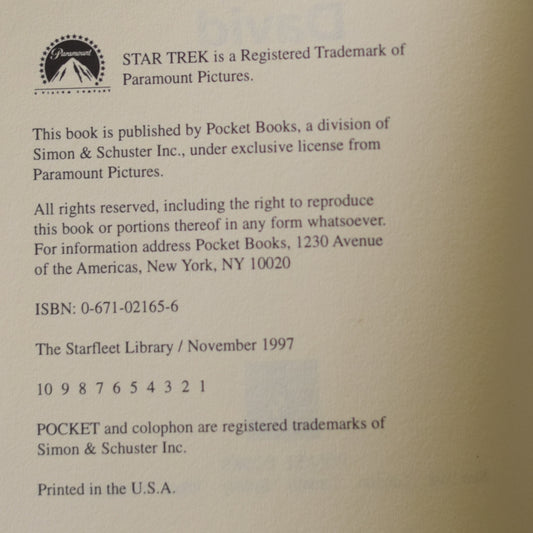 Paramount
A VIACOM COMPANY
STAR TREK is a Registered Trademark of
Paramount Pictures.
This book is published by Pocket Books, a division of
Simon & Schuster Inc., under exclusive license from
Paramount Pictures.
All rights reserved, including the right to reproduce
this book or portions thereof in any form whatsoever.
For information address Pocket Books, 1230 Avenue
of the Americas, New York, NY 10020
ISBN: 0-671-02165-6
The Starfleet Library / November 1997
10 9 8 7 6 5 4 3 2 1
POCKET and colophon are registered trademarks of
Simon & Schuster Inc.
Printed in the U.S.A.